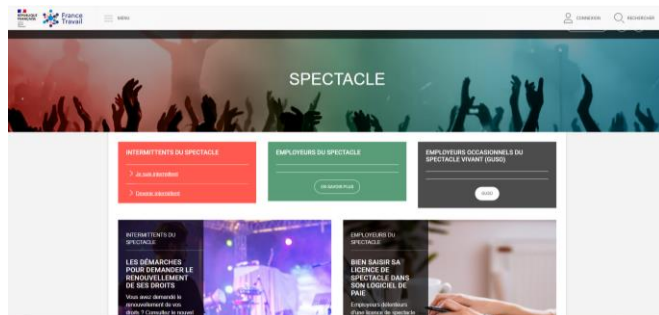 RÉPUBLIQUE
FRANÇAISE
France
Travail
MENU
CONNEXION
RECHERCHER
SPECTACLE
INTERMITTENTS DU SPECTACLE
Je suis intermittent
Devenir intermittent
EMPLOYEURS DU SPECTACLE
EN SAVOIR PLUS
EMPLOYEURS OCCASIONNELS DU
SPECTACLE VIVANT (GUSO)
GUSO
INTERMITTENTS DU
SPECTACLE
LES DÉMARCHES
POUR DEMANDER LE
RENOUVELLEMENT
DE SES DROITS
Vous avez demandé le
renouvellement de vos
droits ? Consultez le nouvel
EMPLOYEURS DU
SPECTACLE
BIEN SAISIR SA
LICENCE DE
SPECTACLE DANS
SON LOGICIEL DE
PAIE
Employeurs détenteurs
d'une licence de spectacle